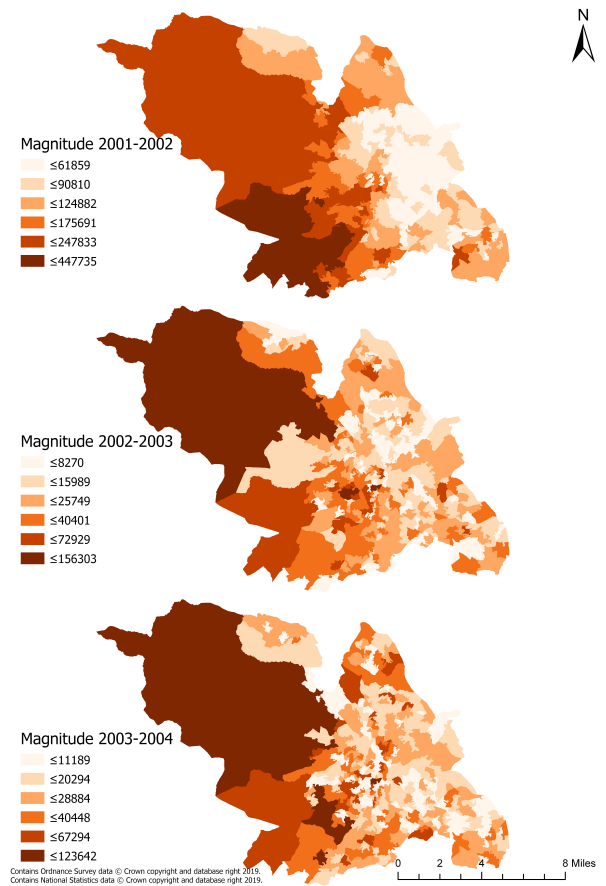 N
Magnitude 2001-2002
≤61859
≤90810
≤124882
≤175691
≤247833
≤447735
Magnitude 2002-2003
≤8270
≤15989
≤25749
≤40401
≤72929
≤156303
Magnitude 2003-2004
≤11189
≤20294
≤28884
≤40448
≤67294
≤123642
Contains Ordnance Survey data © Crown copyright and database right 2019.
Contains National Statistics data © Crown copyright and database right 2019.
0 2 4 8 Miles